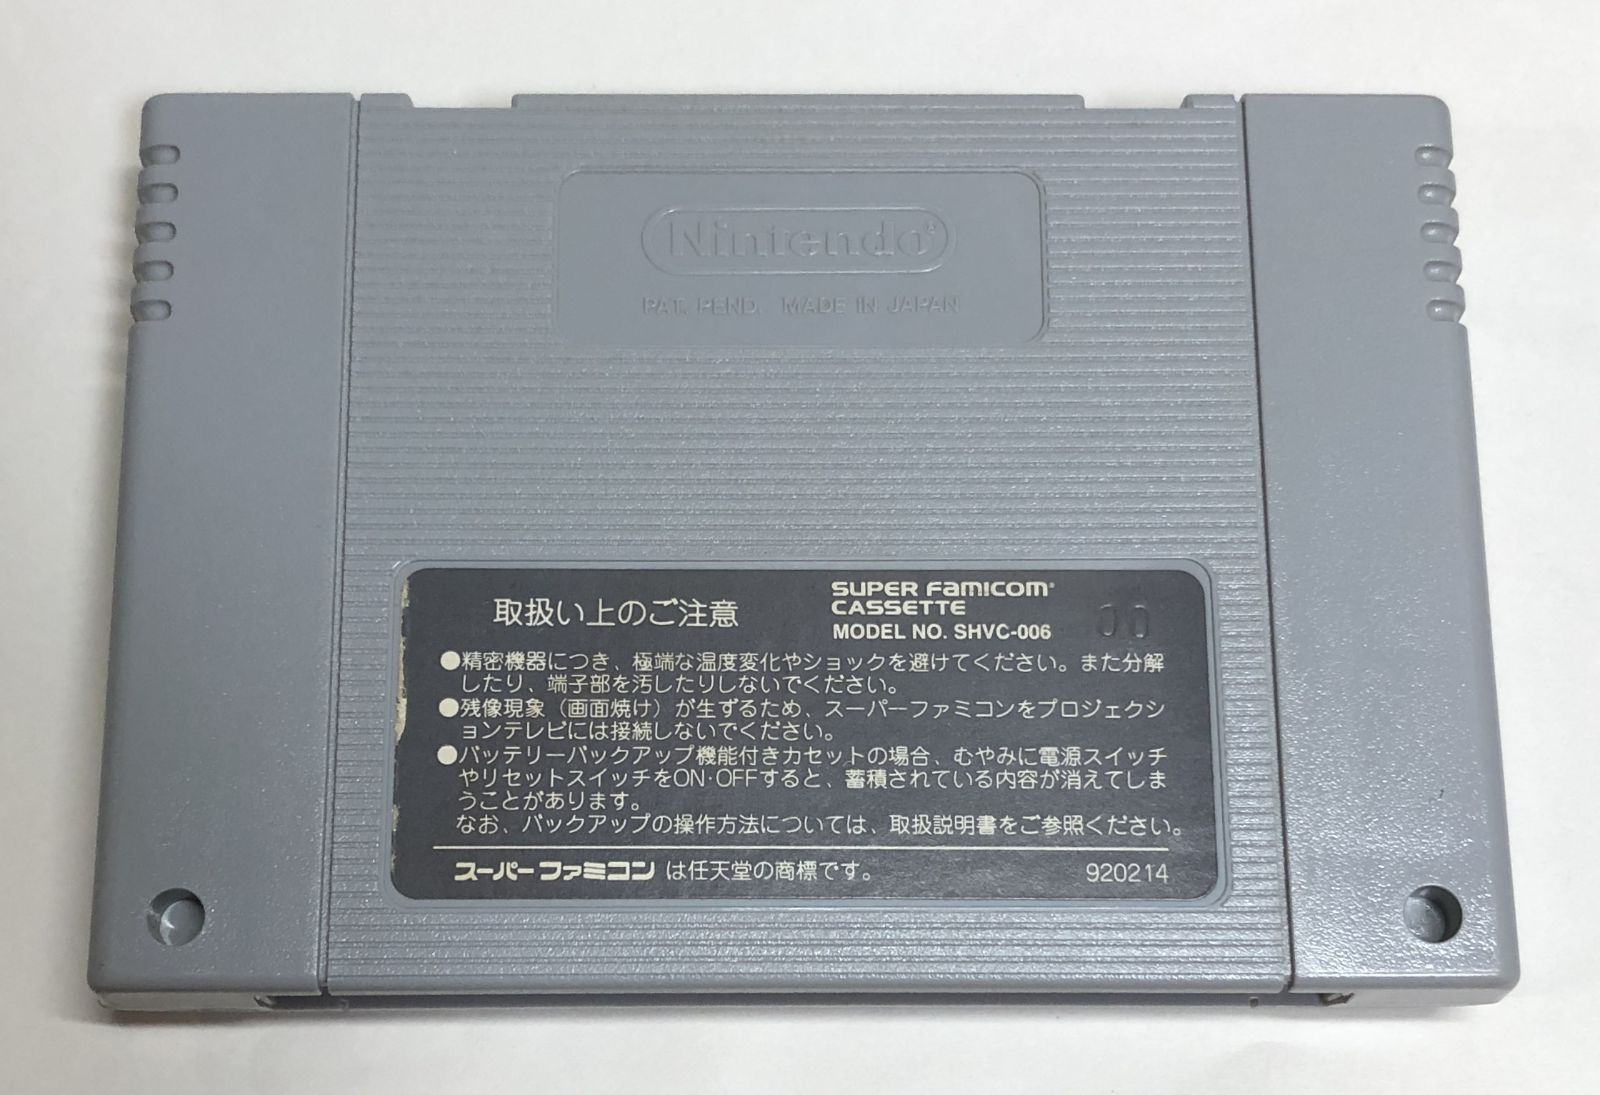 Nintendo®
PAT. PEND. MADE IN JAPAN
取扱い上のご注意
SUPER FAMICOM®
CASSETTE
MODEL NO. SHVC-006
00
●精密機器につき、極端な温度変化やショックを避けてください。また分解
したり、端子部を汚したりしないでください。
●残像現象（画面焼け）が生ずるため、スーパーファミコンをプロジェクシ
ョンテレビには接続しないでください。
●バッテリーバックアップ機能付きカセットの場合、むやみに電源スイッチ
やリセットスイッチをON·OFFすると、蓄積されている内容が消えてしま
うことがあります。
なお、バックアップの操作方法については、取扱説明書をご参照ください。
スーパーファミコン は任天堂の商標です。
920214